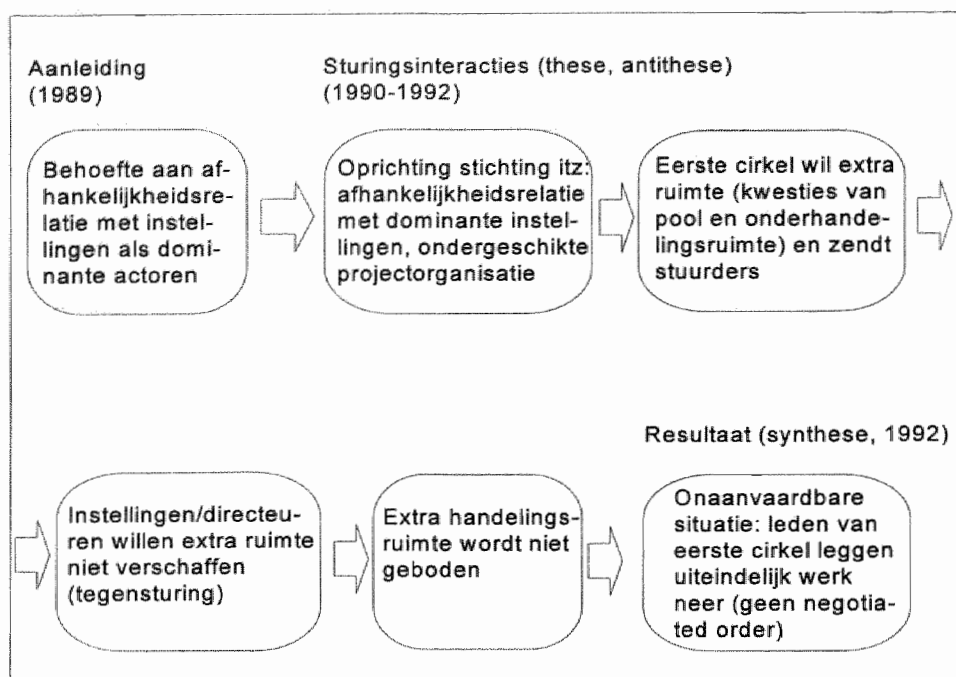 Aanleiding
(1989)
Sturingsinteracties (these, antithese)
(1990-1992)
Behoefte aan af-
hankelijkheidsre-
latie met instel-
lingen als domi-
nante actoren
Oprichting stichting itz:
afhankelijkheidsrelatie
met dominante instel-
lingen, ondergeschikte
projectorganisatie
Eerste cirkel wil extra
ruimte (kwesties van
pool en onderhande-
lingsruimte) en zendt
stuurders
Resultaat (synthese, 1992)
Instellingen/directeu-
ren willen extra ruimte
niet verschaffen
(tegensturing)
Extra handelings-
ruimte wordt niet
geboden
Onaanvaardbare
situatie: leden van
eerste cirkel leggen
uiteindelijk werk
neer (geen negotia-
ted order)